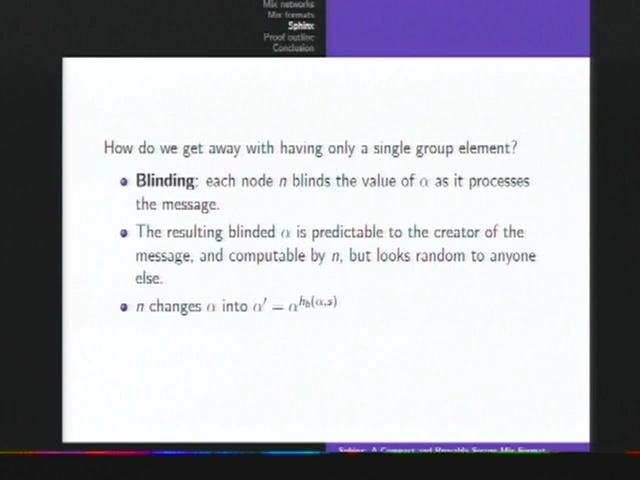 Mix networks
Mix formats
Sphinx
Proof outline
Conclusion
How do we get away with having only a single group element?
Blinding: each node n blinds the value of α as it processes
the message.
The resulting blinded α is predictable to the creator of the
message, and computable by n, but looks random to anyone
else.
n changes α into α′ = α^{h_b(α,s)}
Sphinx: A Compact and Provably Secure Mix Format